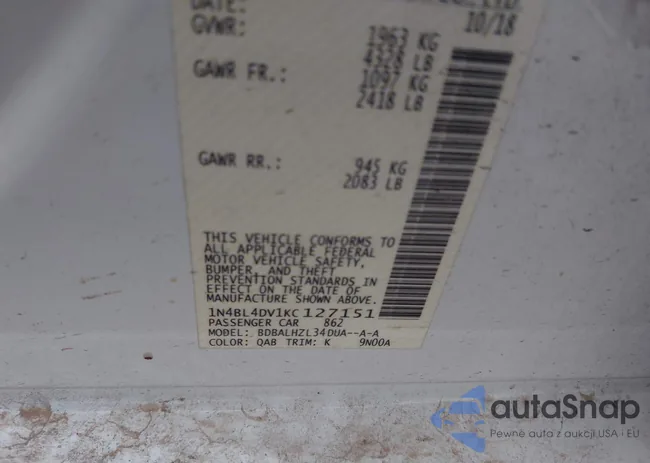 DATE: 10/18
GVWR: 1963 KG
4328 LB
GAWR FR.: 1097 KG
2418 LB
GAWR RR.: 945 KG
2083 LB
THIS VEHICLE CONFORMS TO
ALL APPLICABLE FEDERAL
MOTOR VEHICLE SAFETY,
BUMPER, AND THEFT
PREVENTION STANDARDS IN
EFFECT ON THE DATE OF
MANUFACTURE SHOWN ABOVE.
1N4BL4DV1KC127151
PASSENGER CAR 862
MODEL: BDBALHZL34DUA--A-A
COLOR: QAB TRIM: K 9N00A
autaSnap
Pewne auta z aukcji USA - EU